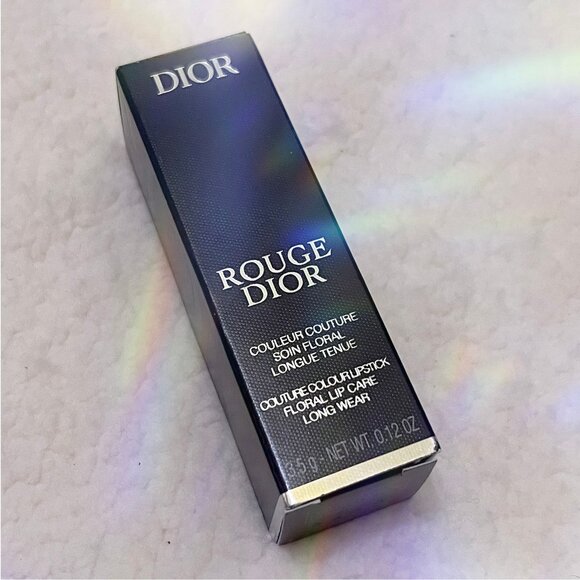 DIOR
ROUGE
DIOR
COULEUR COUTURE
SOIN FLORAL
LONGUE TENUE
COUTURE COLOUR LIPSTICK
FLORAL LIP CARE
LONG WEAR
3.5 g - NET WT. 0.12 OZ